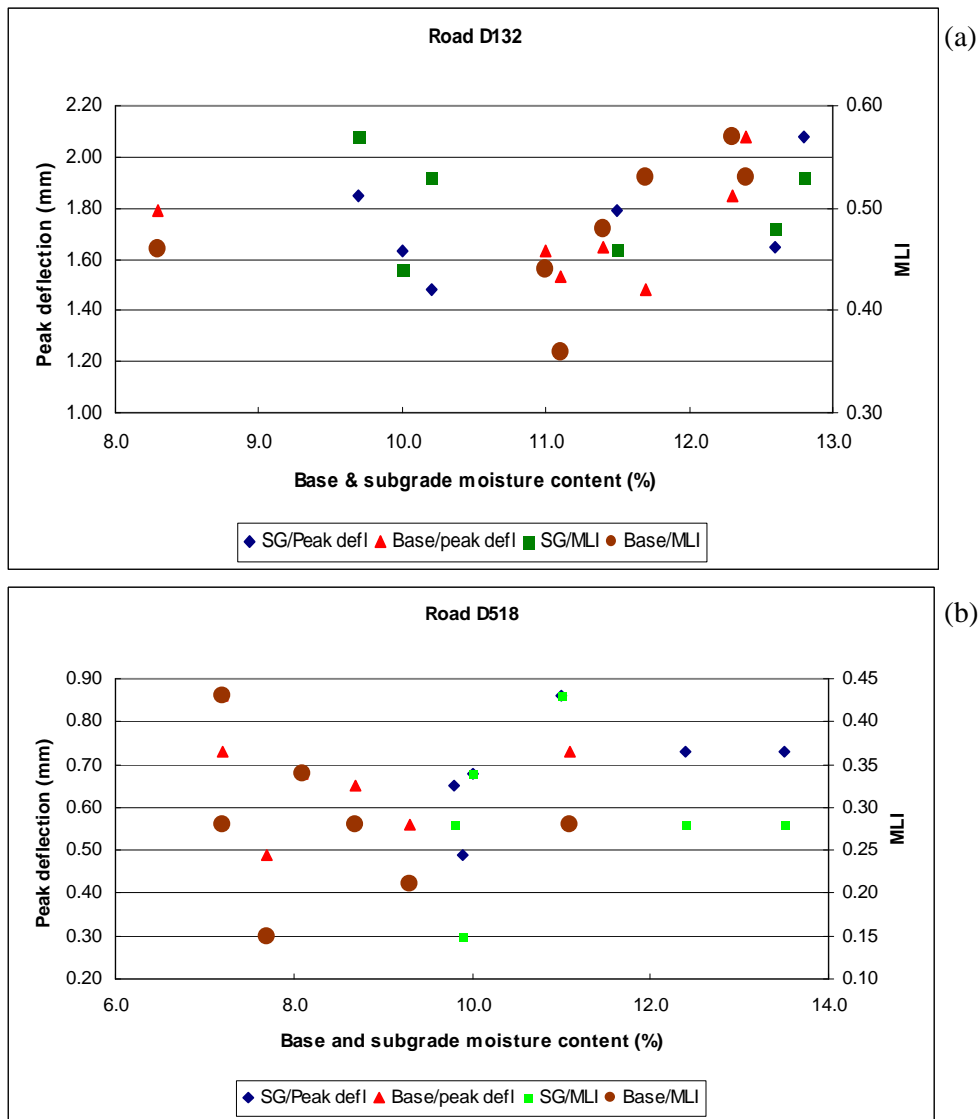 Road D132
(a)
2.20
2.00
1.80
1.60
1.40
1.20
1.00
Peak deflection (mm)
0.60
0.50
0.40
0.30
MLI
8.0 9.0 10.0 11.0 12.0 13.0
Base & subgrade moisture content (%)
SG/Peak defl Base/peak defl SG/MLI Base/MLI
Road D518
(b)
0.90
0.80
0.70
0.60
0.50
0.40
0.30
0.20
Peak deflection (mm)
0.45
0.40
0.35
0.30
0.25
0.20
0.15
0.10
MLI
6.0 8.0 10.0 12.0 14.0
Base and subgrade moisture content (%)
SG/Peak defl Base/peak defl SG/MLI Base/MLI